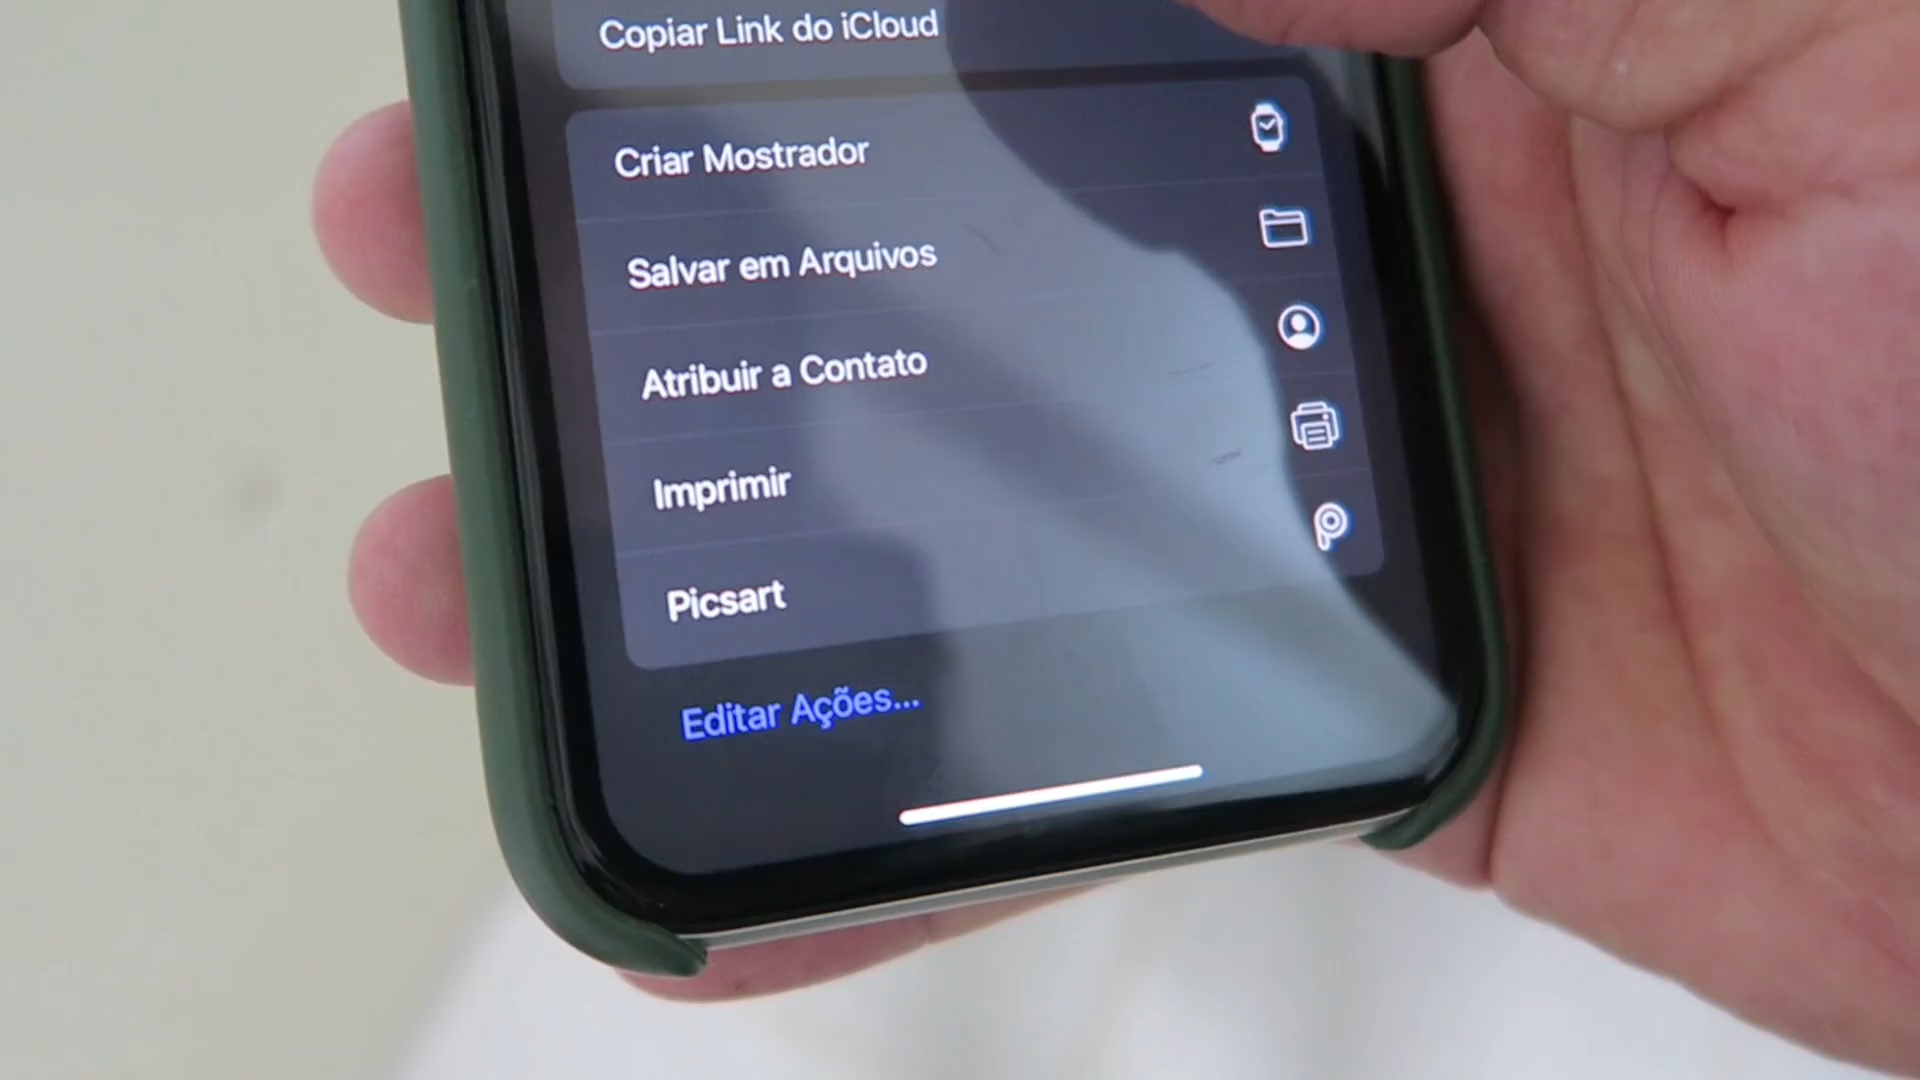 Copiar Link do iCloud
Criar Mostrador
Salvar em Arquivos
Atribuir a Contato
Imprimir
Picsart
Editar Ações...